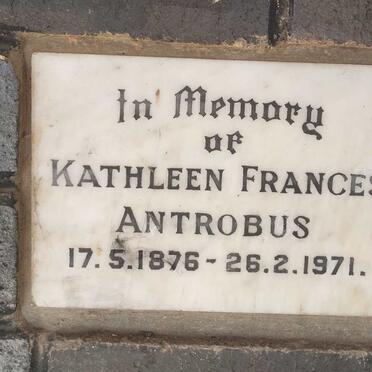 In Memory
of
KATHLEEN FRANCES
ANTROBUS
17.5.1876 - 26.2.1971.